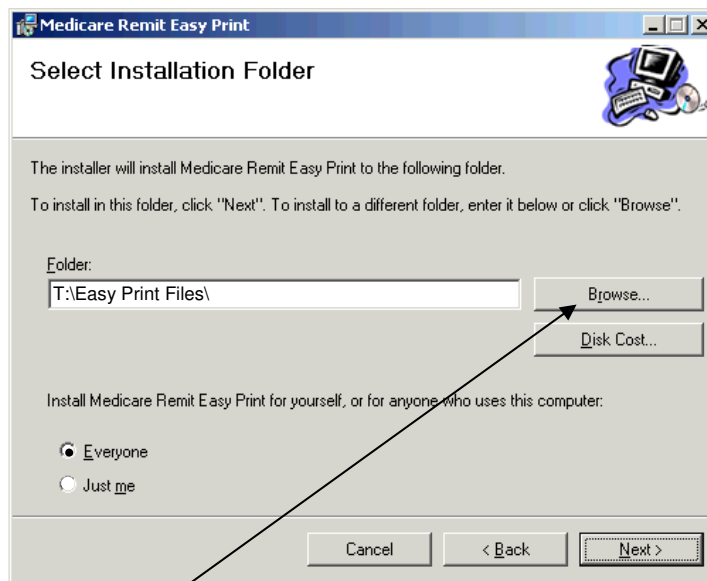 Medicare Remit Easy Print
Select Installation Folder
The installer will install Medicare Remit Easy Print to the following folder.
To install in this folder, click "Next". To install to a different folder, enter it below or click "Browse".
Folder:
T:\Easy Print Files\
Browse...
Disk Cost...
Install Medicare Remit Easy Print for yourself, or for anyone who uses this computer:
Everyone
Just me
Cancel
< Back
Next >